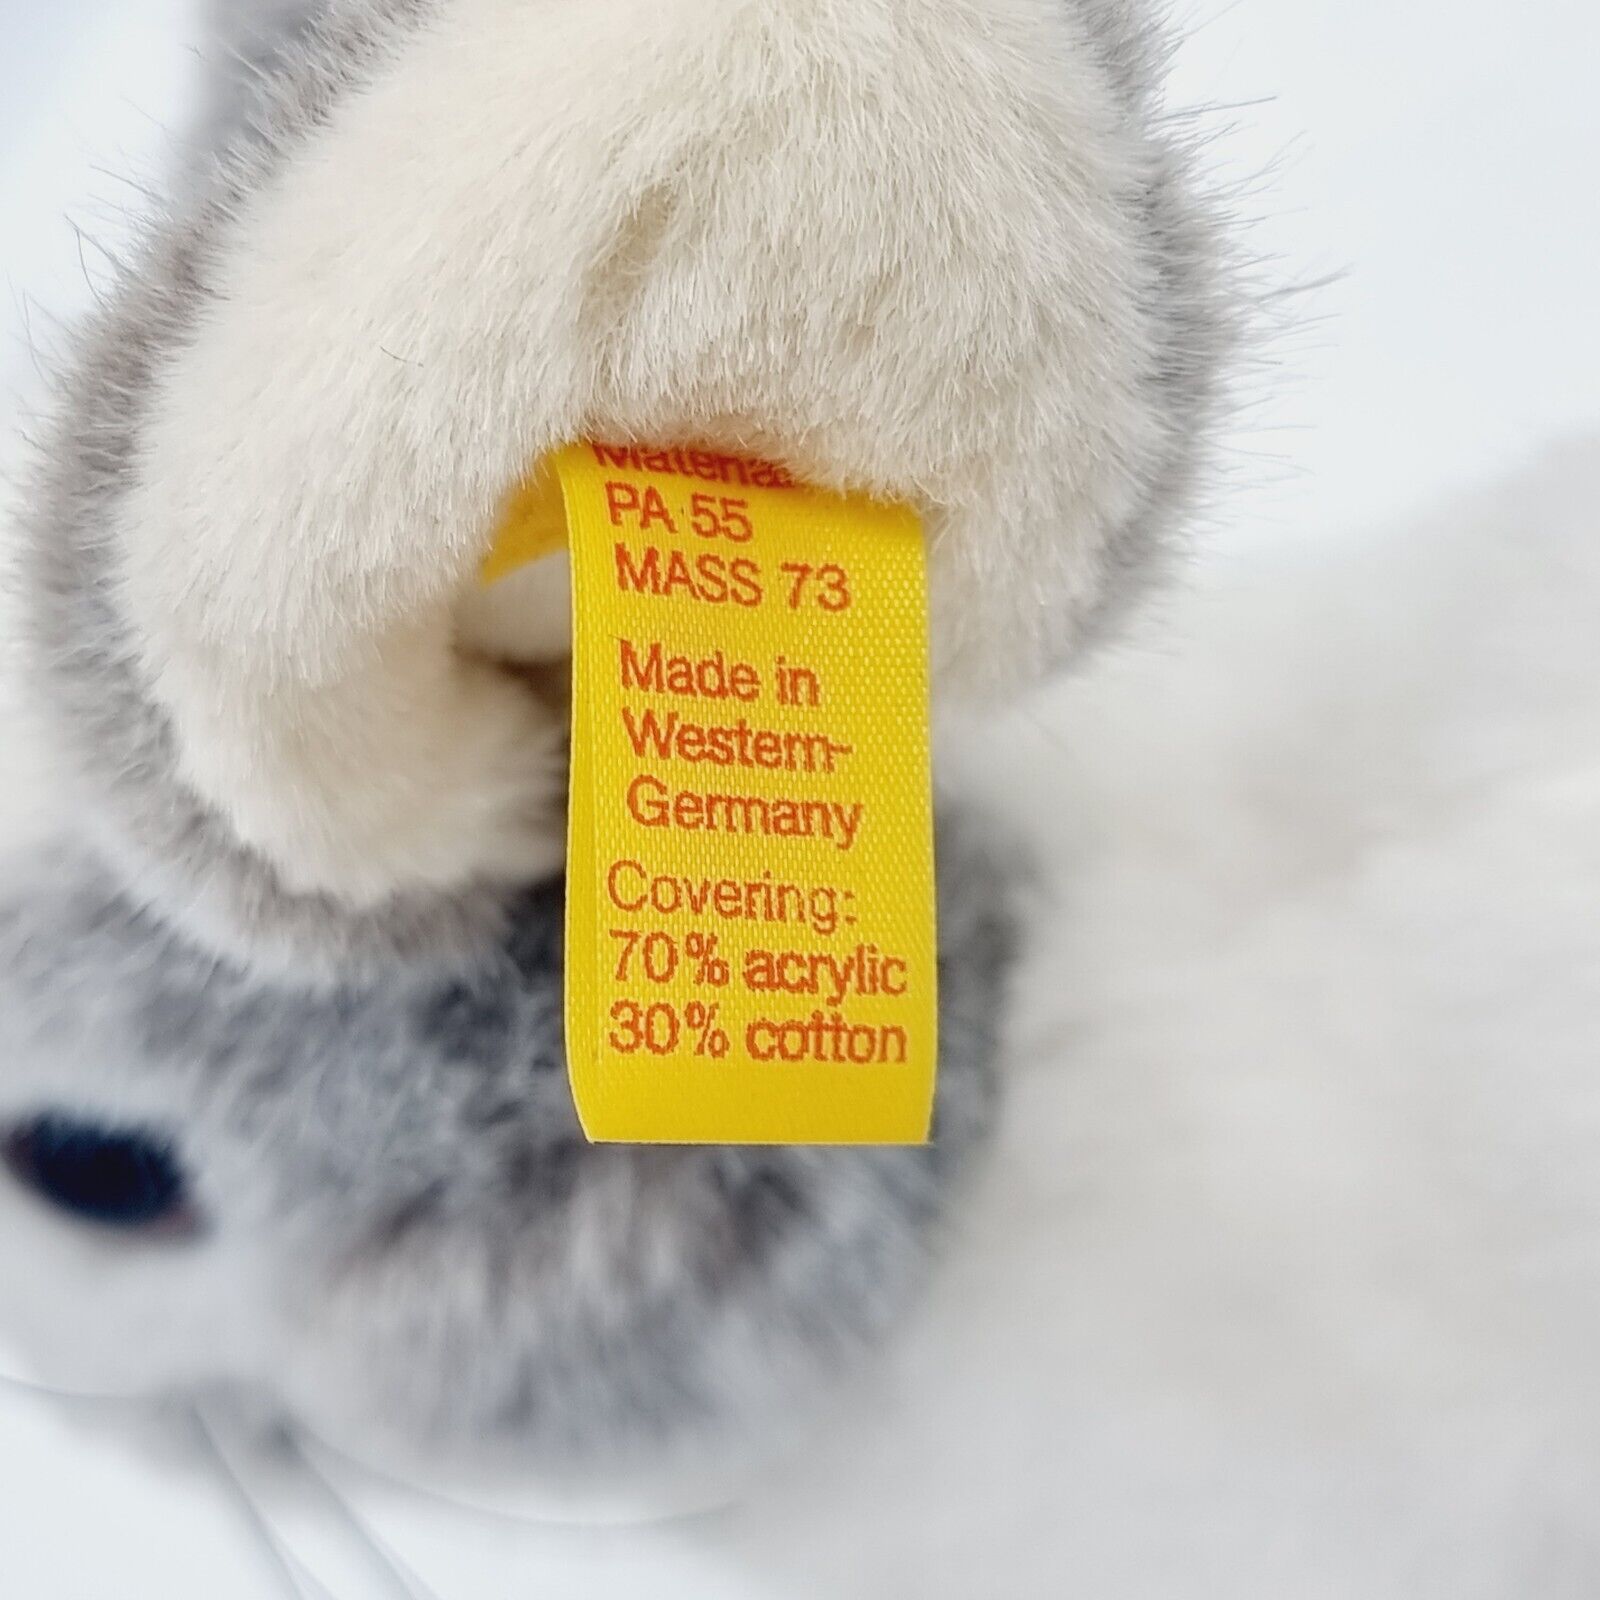 PA 55
MASS 73
Made in
Western-
Germany
Covering:
70% acrylic
30% cotton